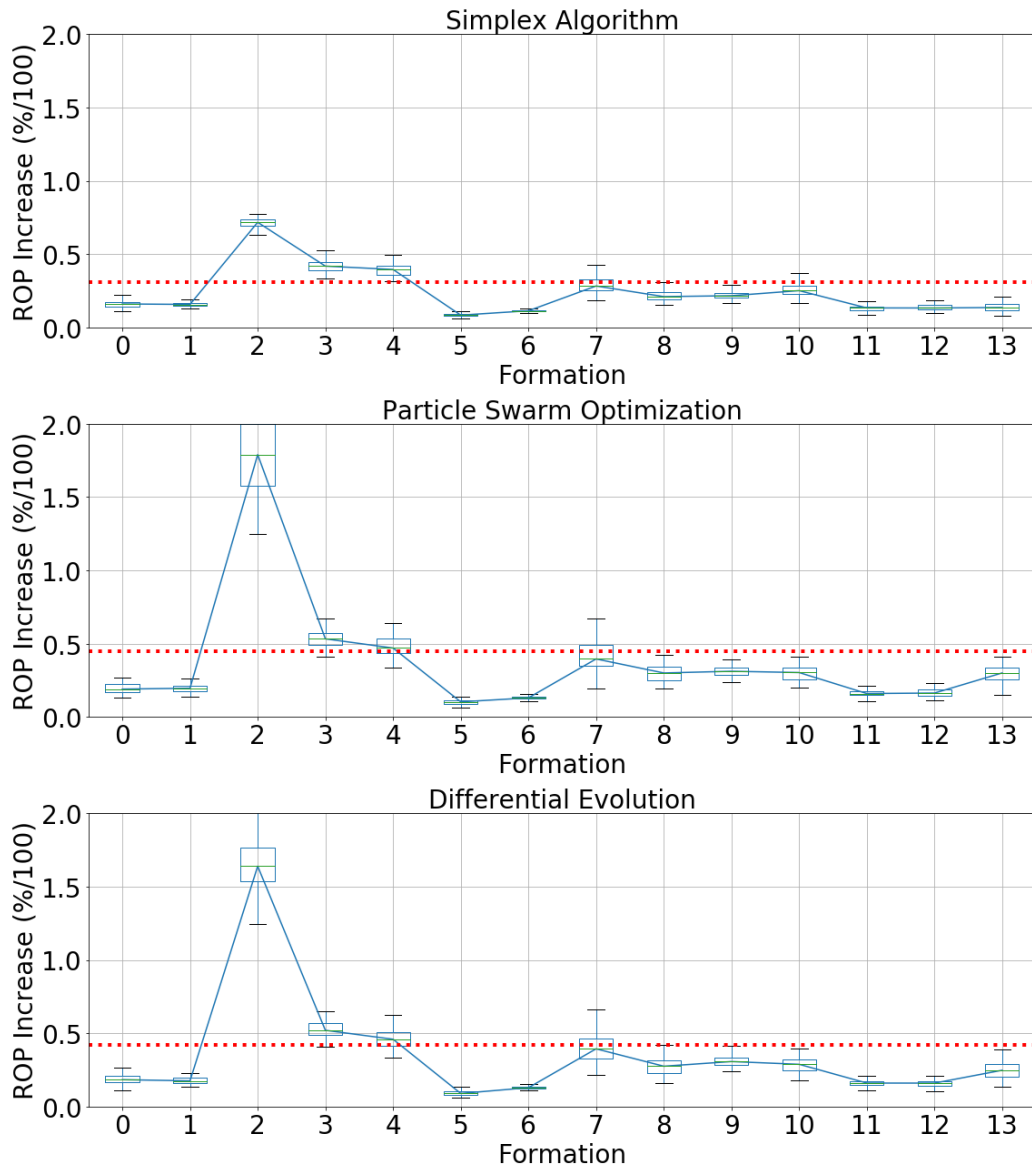 Simplex Algorithm
ROP Increase (%/100)
2.0
1.5
1.0
0.5
0.0
0 1 2 3 4 5 6 7 8 9 10 11 12 13
Formation
Particle Swarm Optimization
ROP Increase (%/100)
2.0
1.5
1.0
0.5
0.0
0 1 2 3 4 5 6 7 8 9 10 11 12 13
Formation
Differential Evolution
ROP Increase (%/100)
2.0
1.5
1.0
0.5
0.0
0 1 2 3 4 5 6 7 8 9 10 11 12 13
Formation